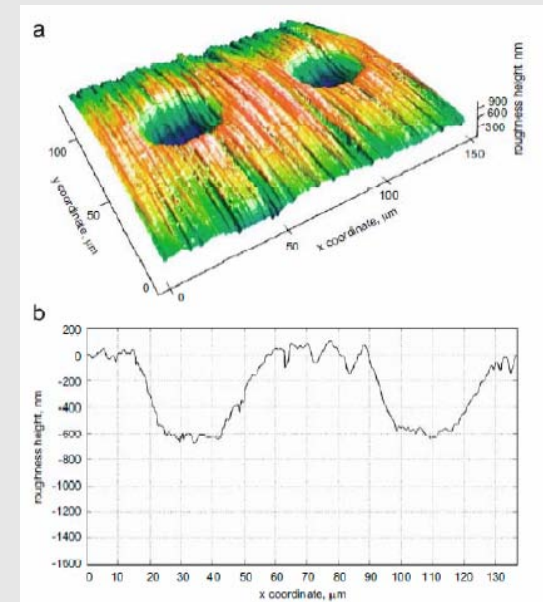 a
roughness height, nm
900
600
300
150
100
50
0
x coordinate, μm
100
50
0
y coordinate, μm
b
200
0
-200
-400
-600
-800
-1000
-1200
-1400
-1600
roughness height, nm
0 10 20 30 40 50 60 70 80 90 100 110 120 130
x coordinate, μm